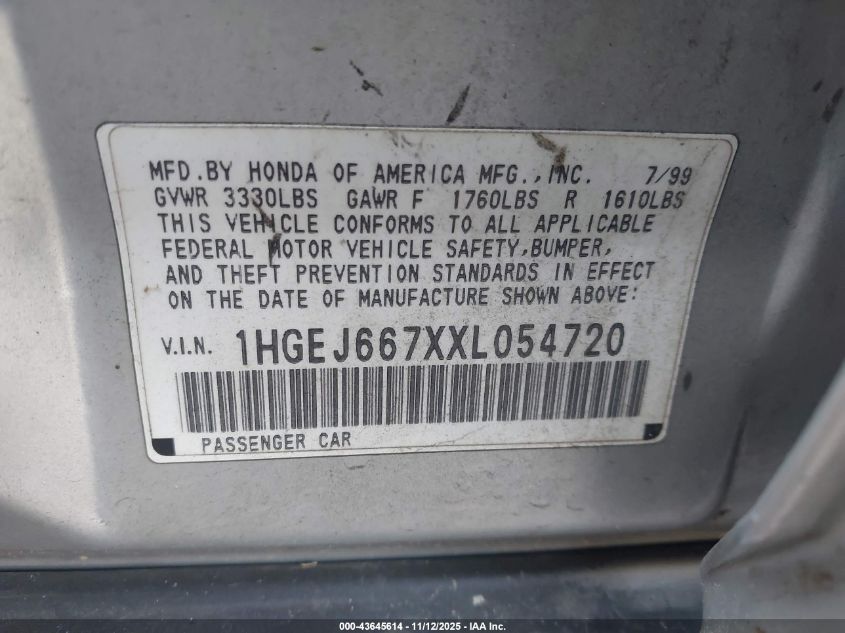 MFD.BY HONDA OF AMERICA MFG.,INC. 7/99
GVWR 3330LBS GAWR F 1760LBS R 1610LBS
THIS VEHICLE CONFORMS TO ALL APPLICABLE
FEDERAL MOTOR VEHICLE SAFETY,BUMPER,
AND THEFT PREVENTION STANDARDS IN EFFECT
ON THE DATE OF MANUFACTURE SHOWN ABOVE:
V.I.N. 1HGEJ667XXL054720
PASSENGER CAR
000-43645614 - 11/12/2025 - IAA Inc.